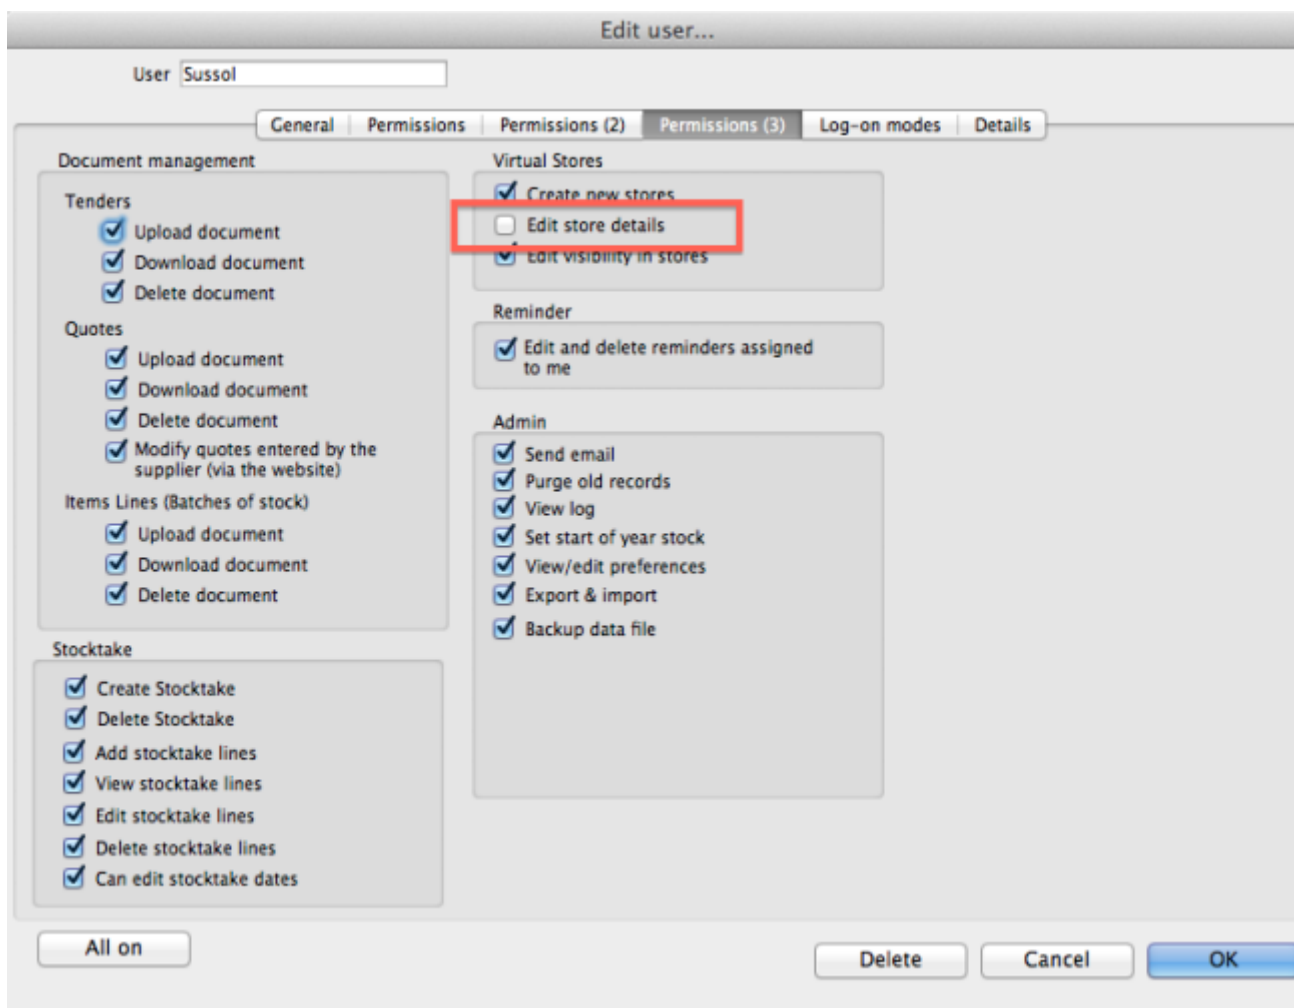 Edit user...
User Sussol
General Permissions Permissions (2) Permissions (3) Log-on modes Details
Document management
Tenders
Upload document
Download document
Delete document
Quotes
Upload document
Download document
Delete document
Modify quotes entered by the
supplier (via the website)
Items Lines (Batches of stock)
Upload document
Download document
Delete document
Stocktake
Create Stocktake
Delete Stocktake
Add stocktake lines
View stocktake lines
Edit stocktake lines
Delete stocktake lines
Can edit stocktake dates
Virtual Stores
Create new stores
Edit store details
Edit visibility in stores
Reminder
Edit and delete reminders assigned
to me
Admin
Send email
Purge old records
View log
Set start of year stock
View/edit preferences
Export & import
Backup data file
All on
Delete Cancel OK